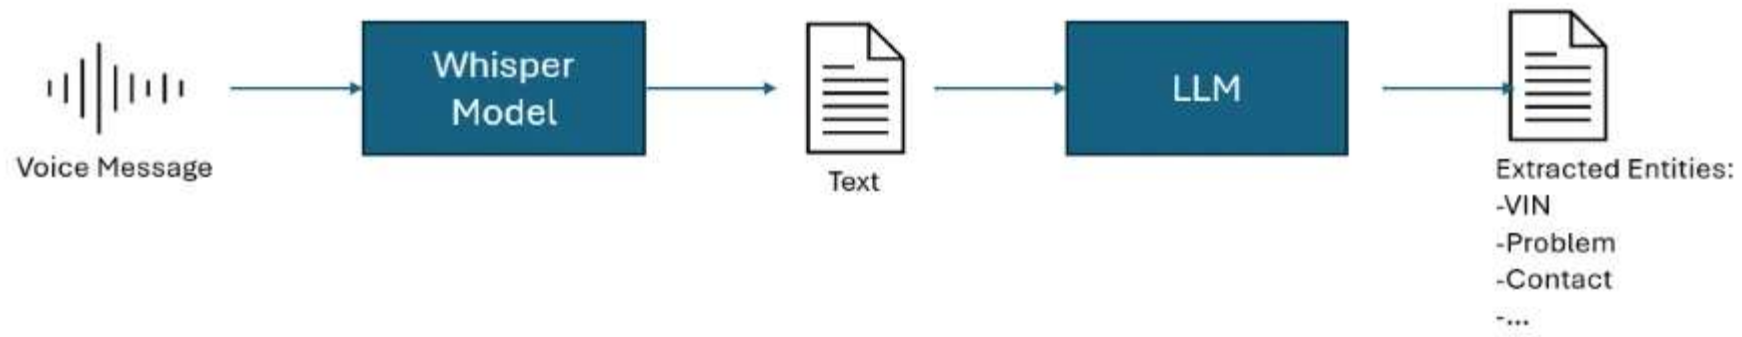 Voice Message
Whisper
Model
Text
LLM
Extracted Entities:
-VIN
-Problem
-Contact
-...